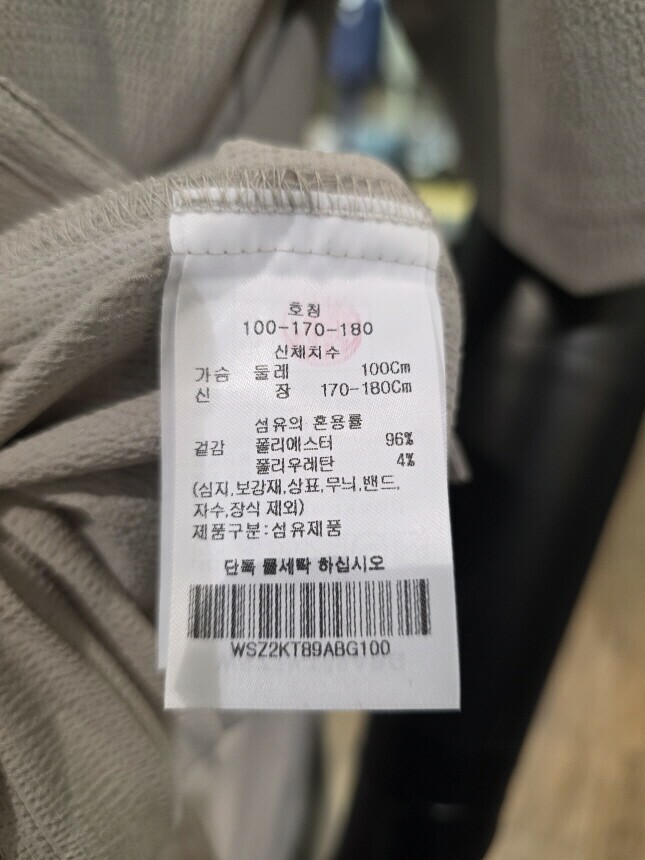 호칭
100-170-180
신체치수
가슴 둘레 100Cm
신 장 170-180Cm
섬유의 혼용률
겉감 폴리에스터 96%
폴리우레탄 4%
(심지,보강재,상표,무늬,밴드,
자수,장식 제외)
제품구분:섬유제품
단독 물세탁 하십시오
WSZ2KT89ABG100